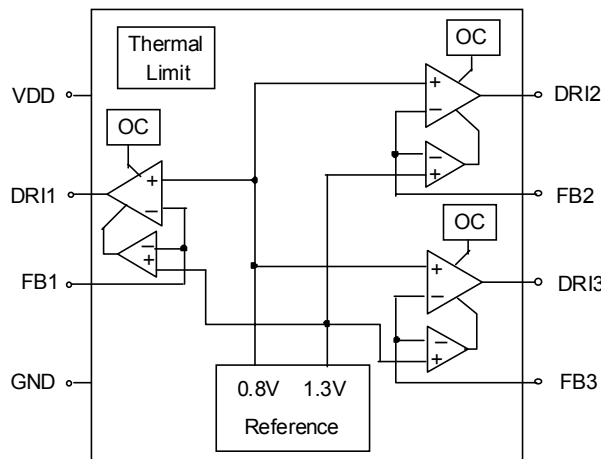 Thermal
Limit
OC
VDD
DRI2
+
−
OC
−
+
DRI1
+
−
FB2
OC
−
+
FB1
+
−
DRI3
−
+
GND
0.8V 1.3V
FB3
Reference